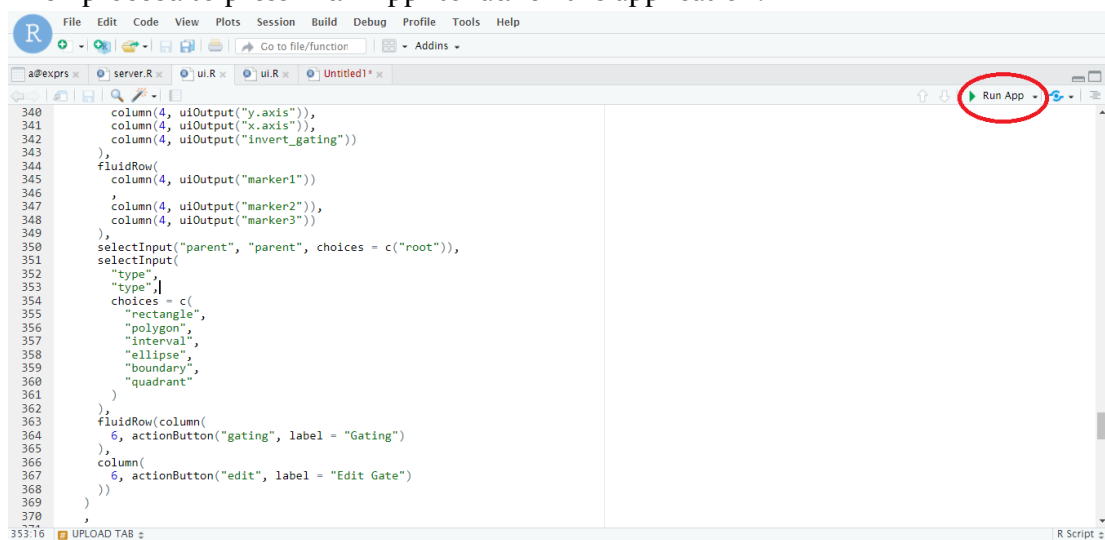 File Edit Code View Plots Session Build Debug Profile Tools Help
R Go to file/function Addins
a@exprs server.R ui.R ui.R Untitled1*
Run App
340 column(4, uiOutput("y.axis")),
341 column(4, uiOutput("x.axis")),
342 column(4, uiOutput("invert_gating"))
343 ),
344 fluidRow(
345 column(4, uiOutput("marker1"))
346 ,
347 column(4, uiOutput("marker2")),
348 column(4, uiOutput("marker3"))
349 ),
350 selectInput("parent", "parent", choices = c("root")),
351 selectInput(
352 "type",
353 "type",
354 choices = c(
355 "rectangle",
356 "polygon",
357 "interval",
358 "ellipse",
359 "boundary",
360 "quadrant"
361 )
362 ),
363 fluidRow(column(
364 6, actionButton("gating", label = "Gating")
365 ),
366 column(
367 6, actionButton("edit", label = "Edit Gate")
368 ))
369 )
370 ,
353:16 # UPLOAD TAB R Script